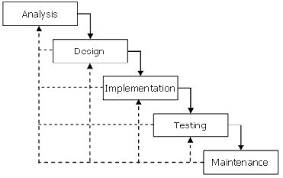 Analysis
Design
Implementation
Testing
Maintenance